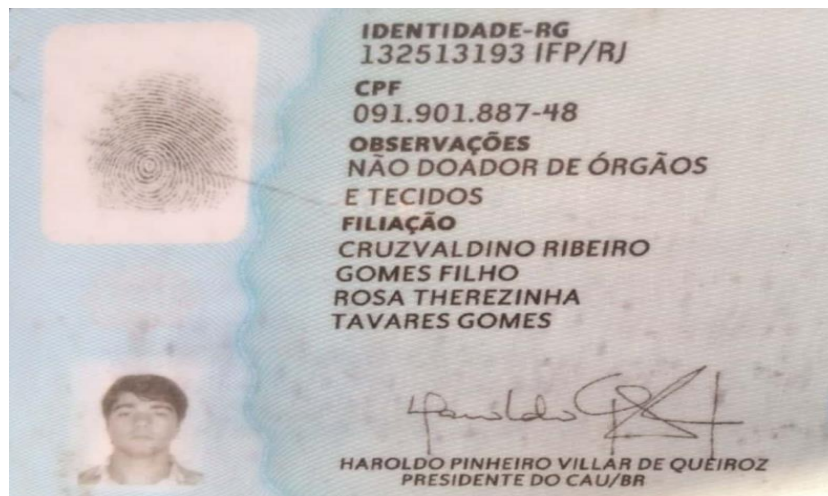 IDENTIDADE-RG
132513193 IFP/RJ
CPF
091.901.887-48
OBSERVAÇÕES
NÃO DOADOR DE ÓRGÃOS
E TECIDOS
FILIAÇÃO
CRUZVALDINO RIBEIRO
GOMES FILHO
ROSA THEREZINHA
TAVARES GOMES
HAROLDO PINHEIRO VILLAR DE QUEIROZ
PRESIDENTE DO CAU/BR